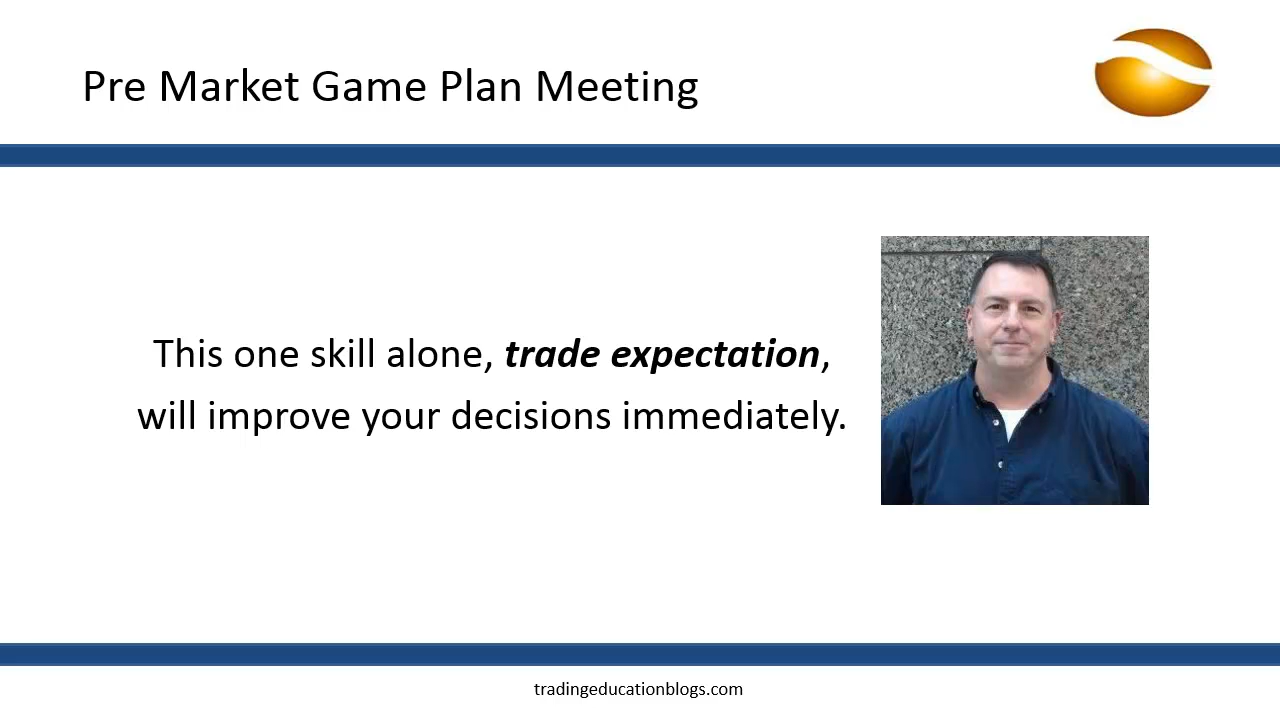 Pre Market Game Plan Meeting
This one skill alone, trade expectation,
will improve your decisions immediately.
tradingeducationblogs.com